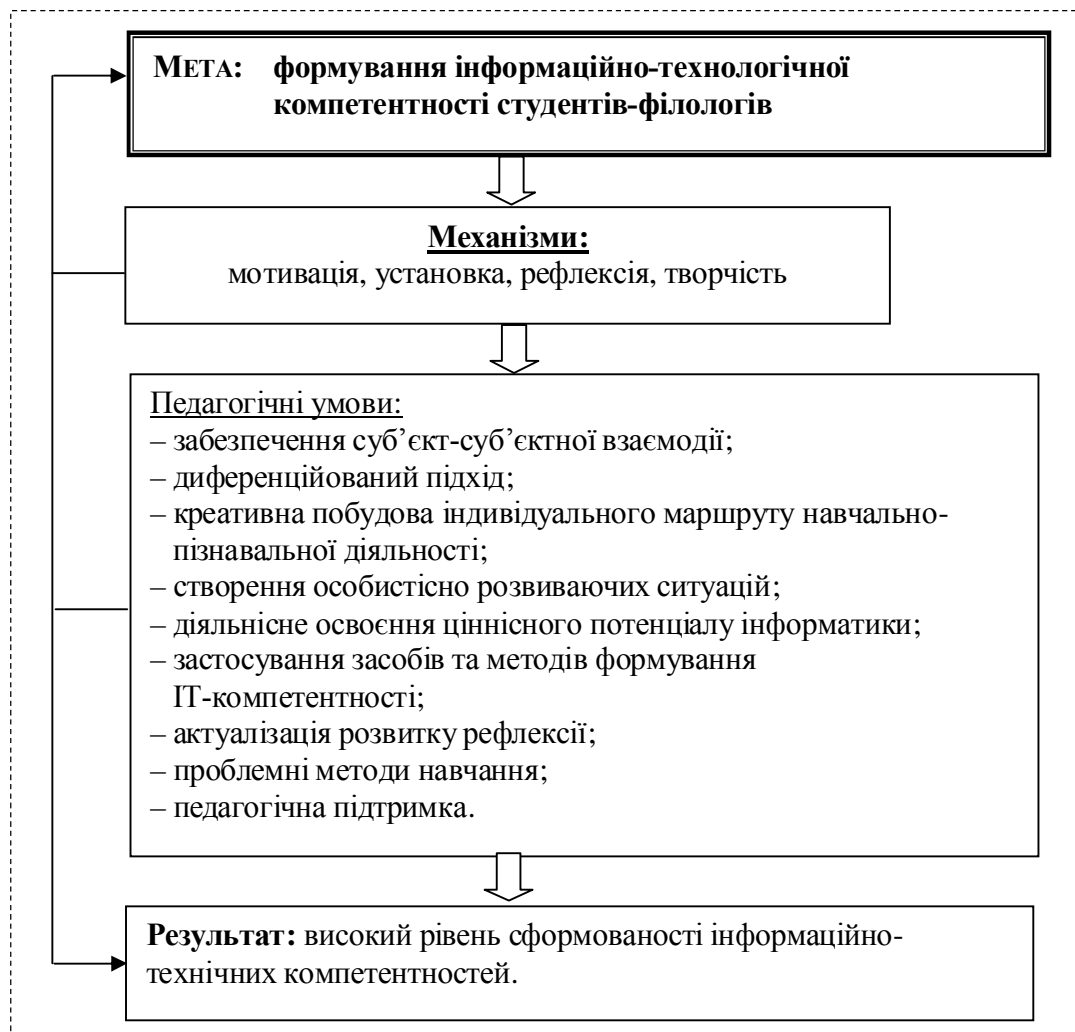 МЕТА: формування інформаційно-технологічної
компетентності студентів-філологів
Механізми:
мотивація, установка, рефлексія, творчість
Педагогічні умови:
– забезпечення суб’єкт-суб’єктної взаємодії;
– диференційований підхід;
– креативна побудова індивідуального маршруту навчально-
пізнавальної діяльності;
– створення особистісно розвиваючих ситуацій;
– діяльнісне освоєння ціннісного потенціалу інформатики;
– застосування засобів та методів формування
ІТ-компетентності;
– актуалізація розвитку рефлексії;
– проблемні методи навчання;
– педагогічна підтримка.
Результат: високий рівень сформованості інформаційно-
технічних компетентностей.